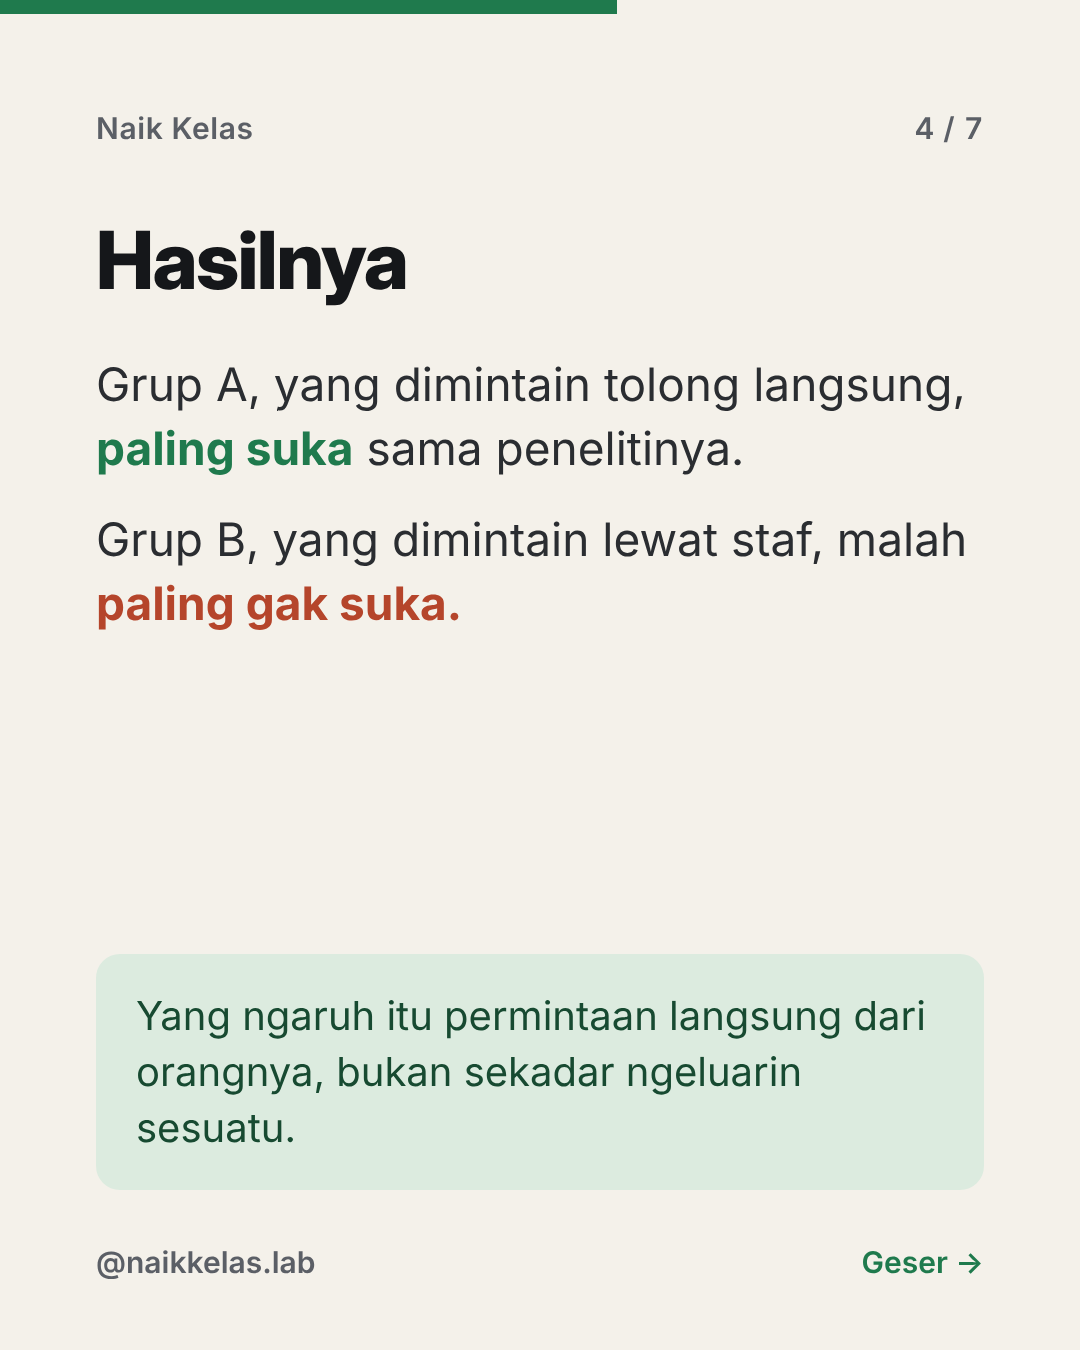 Naik Kelas
4 / 7
Hasilnya
Grup A, yang dimintain tolong langsung,
paling suka sama penelitinya.
Grup B, yang dimintain lewat staf, malah
paling gak suka.
Yang ngaruh itu permintaan langsung dari
orangnya, bukan sekadar ngeluarin
sesuatu.
@naikkelas.lab
Geser →